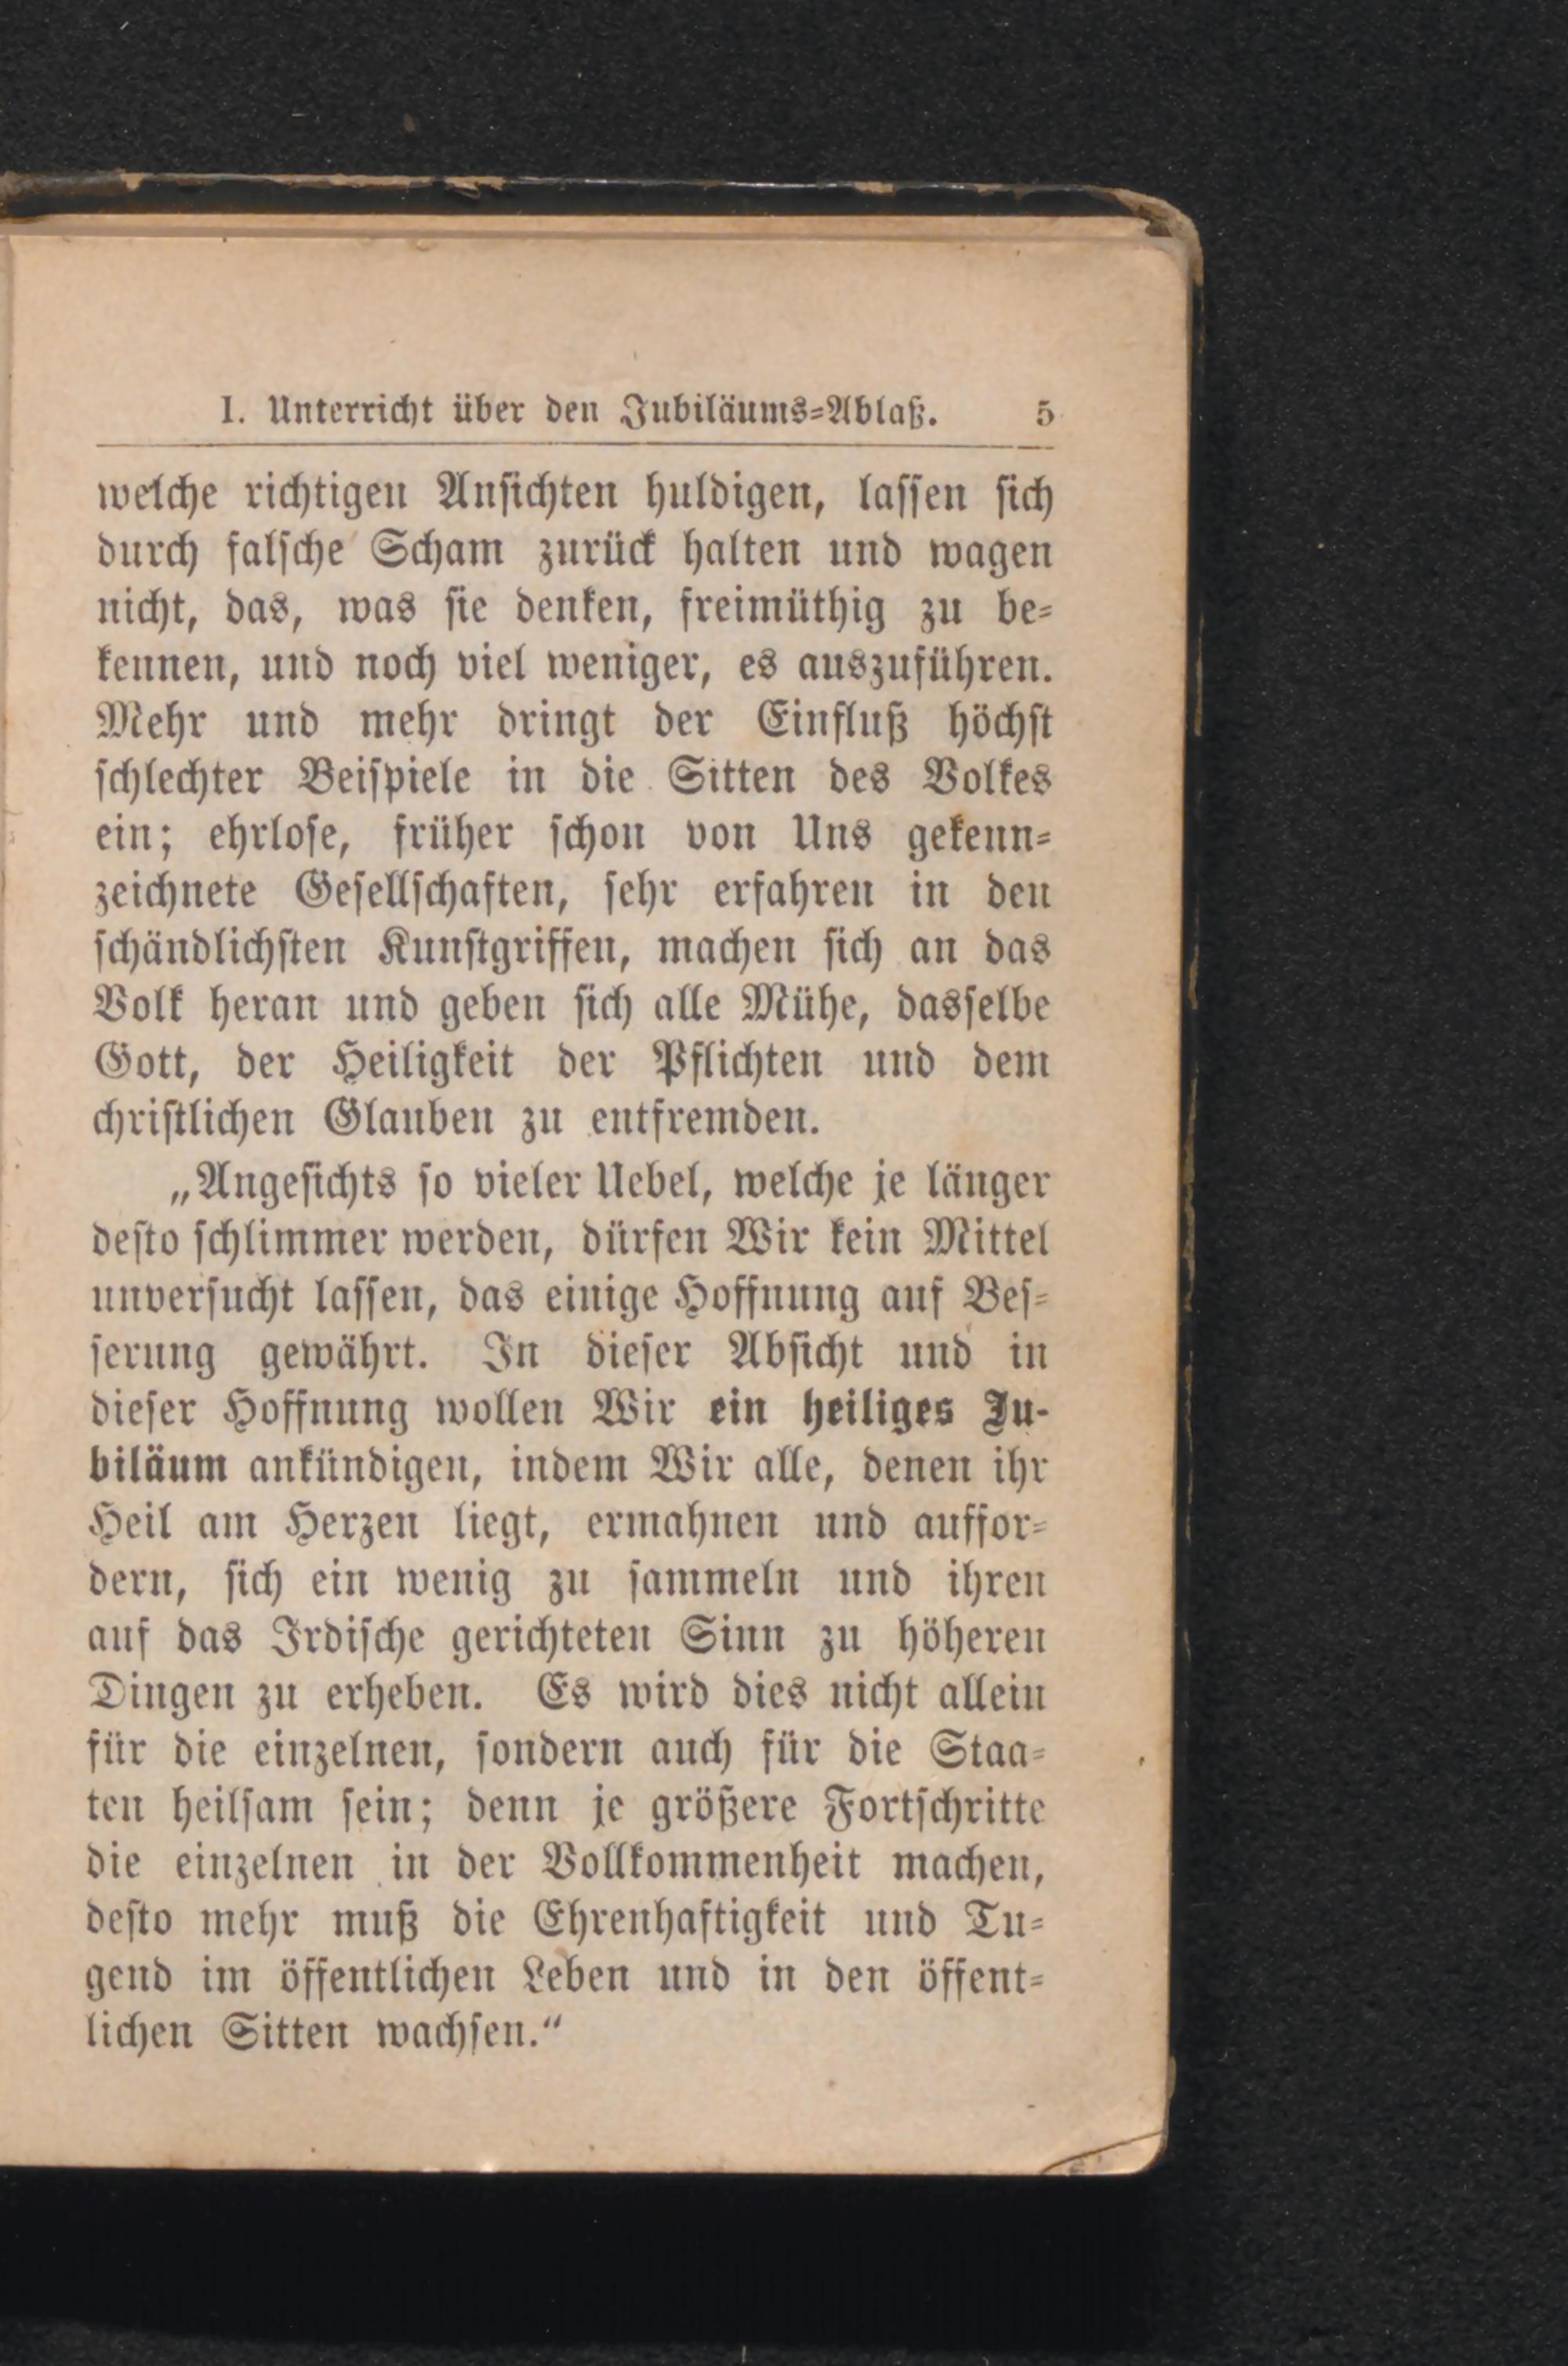 I. Unterricht über den Jubiläums-Ablaß. 5
welche richtigen Ansichten huldigen, lassen sich
durch falsche Scham zurück halten und wagen
nicht, das, was sie denken, freimüthig zu be-
kennen, und noch viel weniger, es auszuführen.
Mehr und mehr dringt der Einfluß höchst
schlechter Beispiele in die Sitten des Volkes
ein; ehrlose, früher schon von Uns gekenn-
zeichnete Gesellschaften, sehr erfahren in den
schändlichsten Kunstgriffen, machen sich an das
Volk heran und geben sich alle Mühe, dasselbe
Gott, der Heiligkeit der Pflichten und dem
christlichen Glauben zu entfremden.
„Angesichts so vieler Uebel, welche je länger
desto schlimmer werden, dürfen Wir kein Mittel
unversucht lassen, das einige Hoffnung auf Bes-
serung gewährt. In dieser Absicht und in
dieser Hoffnung wollen Wir ein heiliges Ju-
biläum ankündigen, indem Wir alle, denen ihr
Heil am Herzen liegt, ermahnen und auffor-
dern, sich ein wenig zu sammeln und ihren
auf das Irdische gerichteten Sinn zu höheren
Dingen zu erheben. Es wird dies nicht allein
für die einzelnen, sondern auch für die Staa-
ten heilsam sein; denn je größere Fortschritte
die einzelnen in der Vollkommenheit machen,
desto mehr muß die Ehrenhaftigkeit und Tu-
gend im öffentlichen Leben und in den öffent-
lichen Sitten wachsen.“